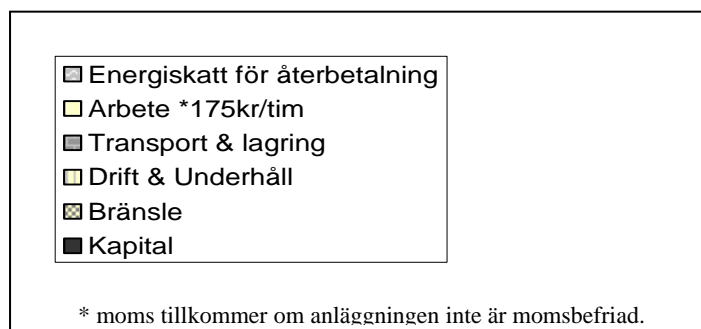 Energiskatt för återbetalning
Arbete *175kr/tim
Transport & lagring
Drift & Underhåll
Bränsle
Kapital
* moms tillkommer om anläggningen inte är momsbefriad.